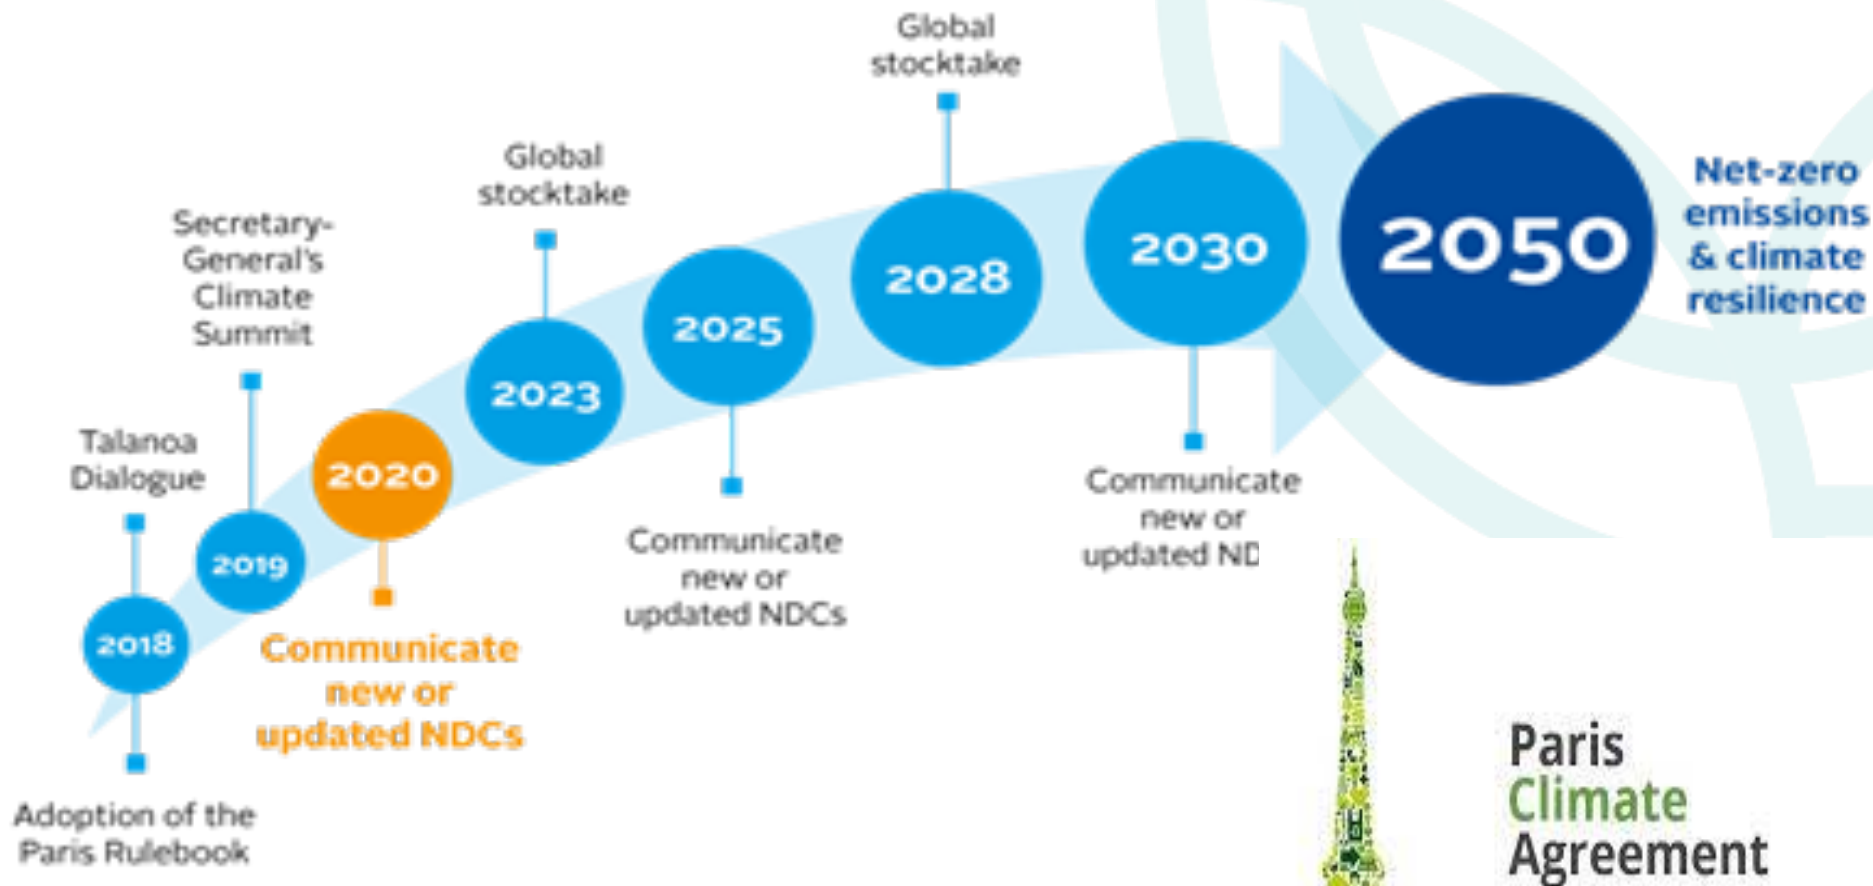 Global
stocktake
Global
stocktake
Secretary-
General's
Climate
Summit
Talanoa
Dialogue
2018
2019
2020
2023
2025
2028
2030
2050
Net-zero
emissions
& climate
resilience
Adoption of the
Paris Rulebook
Communicate
new or
updated NDCs
Communicate
new or
updated NDCs
Communicate
new or
updated ND
Paris
Climate
Agreement